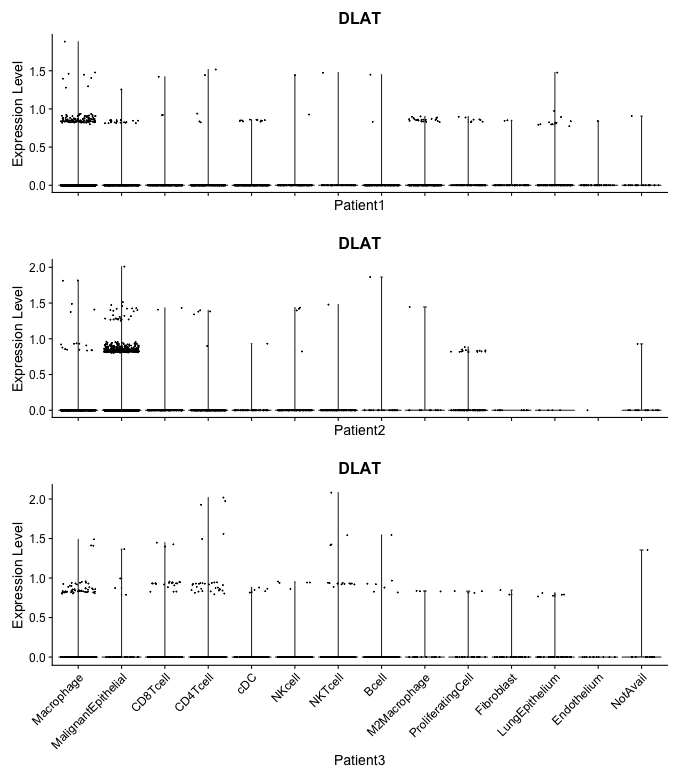 DLAT
Expression Level
1.5
1.0
0.5
0.0
Patient1
DLAT
Expression Level
2.0
1.5
1.0
0.5
0.0
Patient2
DLAT
Expression Level
2.0
1.5
1.0
0.5
0.0
Macrophage
MalignantEpithelial
CD8Tcell
CD4Tcell
cDC
NKcell
NKTcell
Bcell
M2Macrophage
ProliferatingCell
Fibroblast
LungEpithelium
Endothelium
NotAvail
Patient3